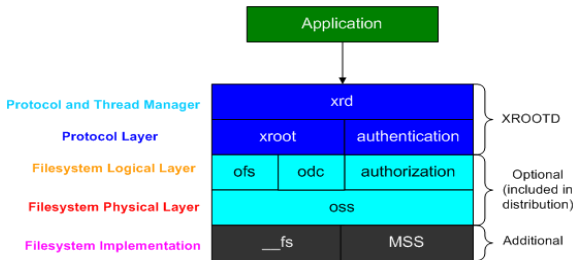 Application
Protocol and Thread Manager
xrd
XROOTD
Protocol Layer
xroot
authentication
Filesystem Logical Layer
ofs
odc
authorization
Optional
(included in
distribution)
Filesystem Physical Layer
oss
Filesystem Implementation
__fs
MSS
Additional